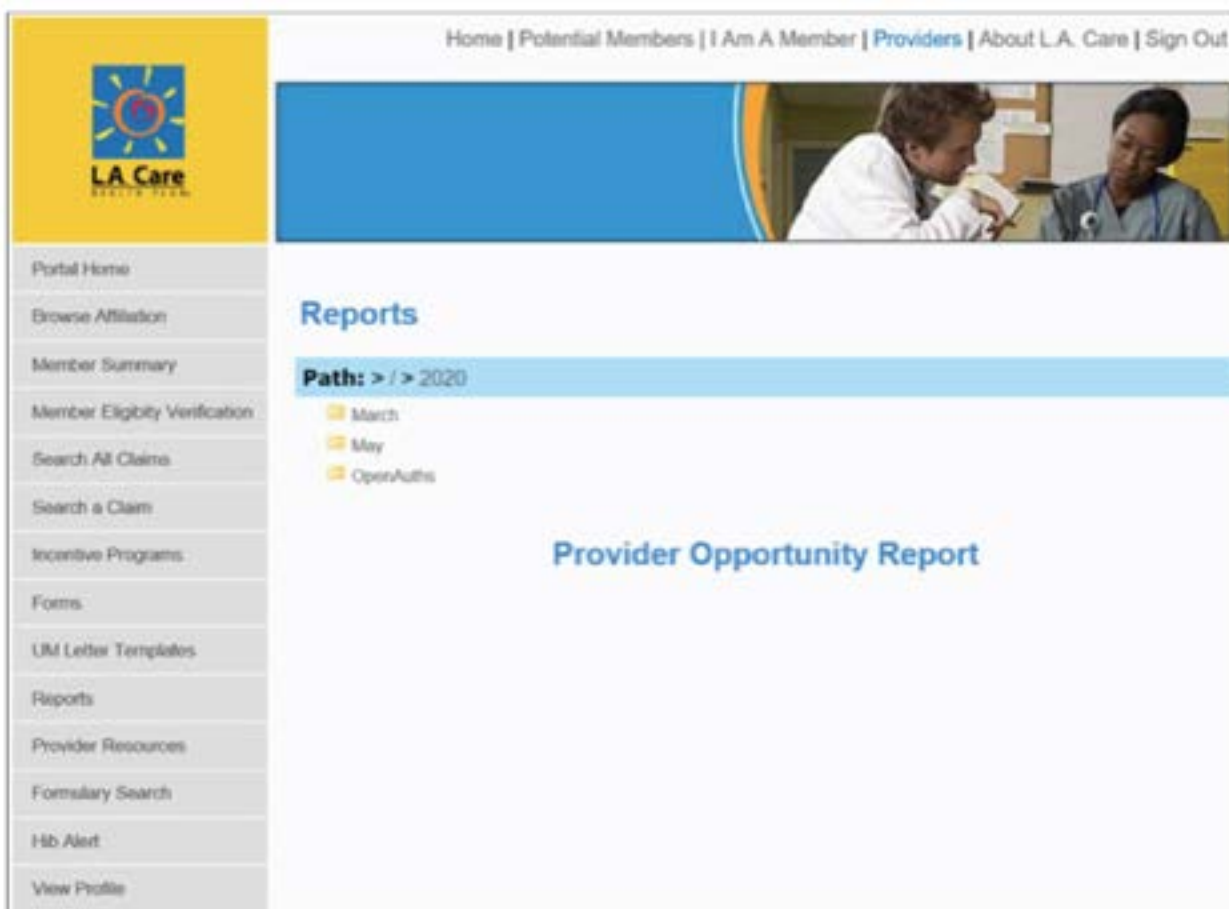 Home | Potential Members | I Am A Member | Providers | About L.A. Care | Sign Out
L.A. Care
HEALTH PLAN
Portal Home
Browse Affiliation
Member Summary
Member Eligibity Verification
Search All Claims
Search a Claim
Incentive Programs
Forms
UM Letter Templates
Reports
Provider Resources
Formulary Search
Hib Alert
View Profile
Reports
Path: > / > 2020
March
May
OpenAuths
Provider Opportunity Report